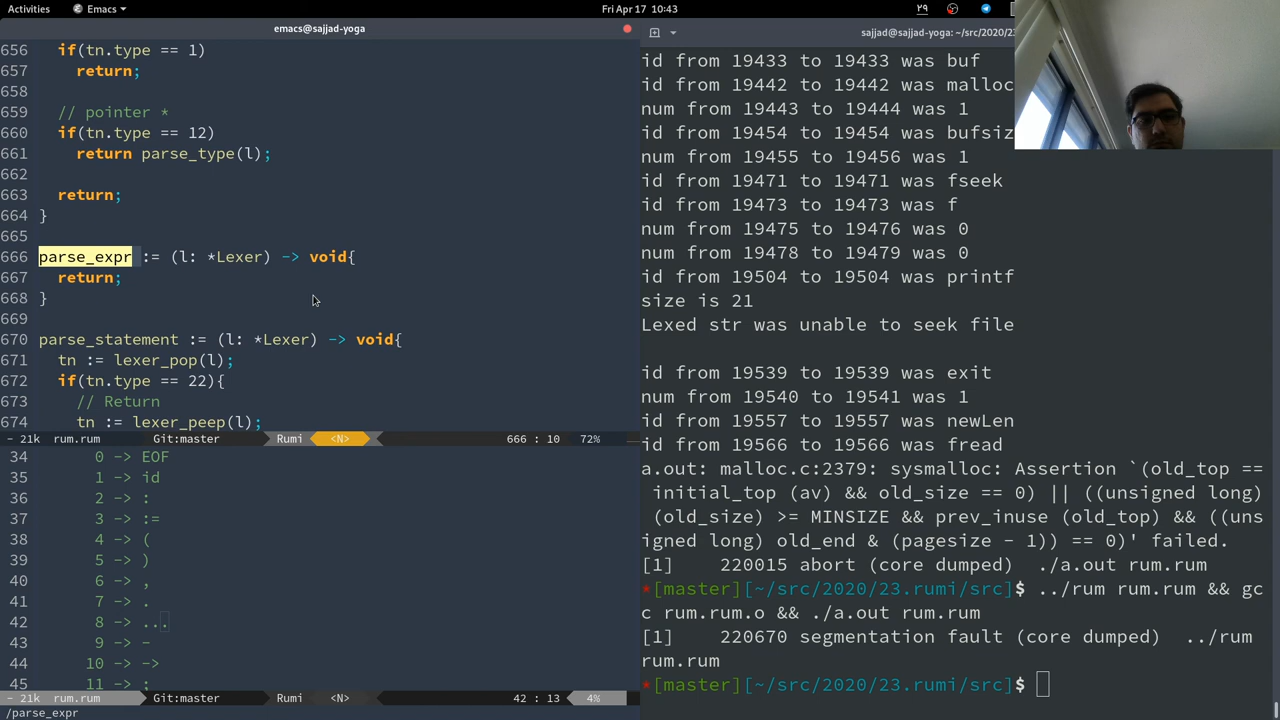 Activities Emacs Fri Apr 17 10:43 ۲۹
emacs@sajjad-yoga
656 if(tn.type == 1)
657 return;
658
659 // pointer *
660 if(tn.type == 12)
661 return parse_type(l);
662
663 return;
664 }
665
666 parse_expr := (l: *Lexer) -> void{
667 return;
668 }
669
670 parse_statement := (l: *Lexer) -> void{
671 tn := lexer_pop(l);
672 if(tn.type == 22){
673 // Return
674 tn := lexer_peep(l);
- 21k rum.rum Git:master Rumi <N> 666 : 10 72%
34 0 -> EOF
35 1 -> id
36 2 -> :
37 3 -> :=
38 4 -> (
39 5 -> )
40 6 -> ,
41 7 -> .
42 8 -> ...
43 9 -> -
44 10 -> ->
45 11 -> ;
- 21k rum.rum Git:master Rumi <N> 42 : 13 4%
/parse_expr
sajjad@sajjad-yoga: ~/src/2020/23
id from 19433 to 19433 was buf
id from 19442 to 19442 was malloc
num from 19443 to 19444 was 1
id from 19454 to 19454 was bufsiz
num from 19455 to 19456 was 1
id from 19471 to 19471 was fseek
id from 19473 to 19473 was f
num from 19475 to 19476 was 0
num from 19478 to 19479 was 0
id from 19504 to 19504 was printf
size is 21
Lexed str was unable to seek file
id from 19539 to 19539 was exit
num from 19540 to 19541 was 1
id from 19557 to 19557 was newLen
id from 19566 to 19566 was fread
a.out: malloc.c:2379: sysmalloc: Assertion `(old_top ==
initial_top (av) && old_size == 0) || ((unsigned long)
(old_size) >= MINSIZE && prev_inuse (old_top) && ((uns
igned long) old_end & (pagesize - 1)) == 0)' failed.
[1] 220015 abort (core dumped) ./a.out rum.rum
*[master][~/src/2020/23.rumi/src]$ ../rum rum.rum && gc
c rum.rum.o && ./a.out rum.rum
[1] 220670 segmentation fault (core dumped) ../rum
rum.rum
*[master][~/src/2020/23.rumi/src]$